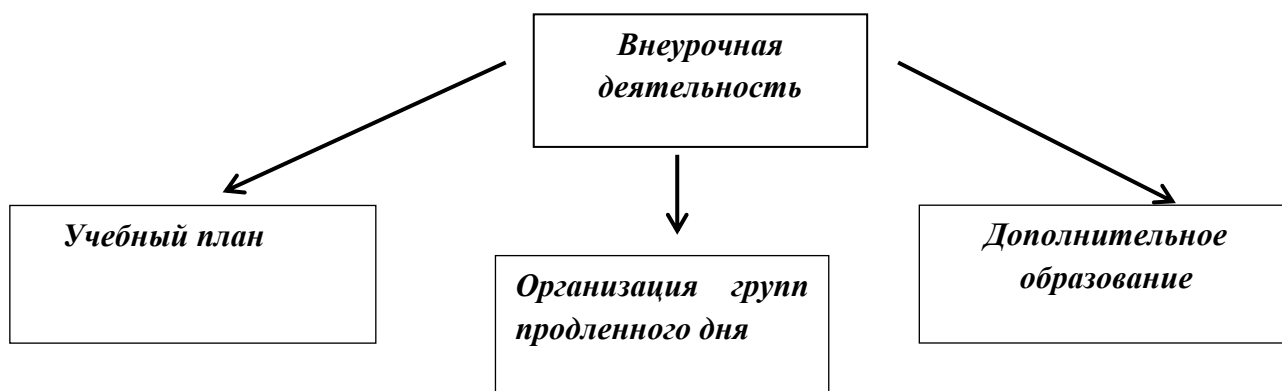 Внеурочная
деятельность
Учебный план
Организация групп
продленного дня
Дополнительное
образование